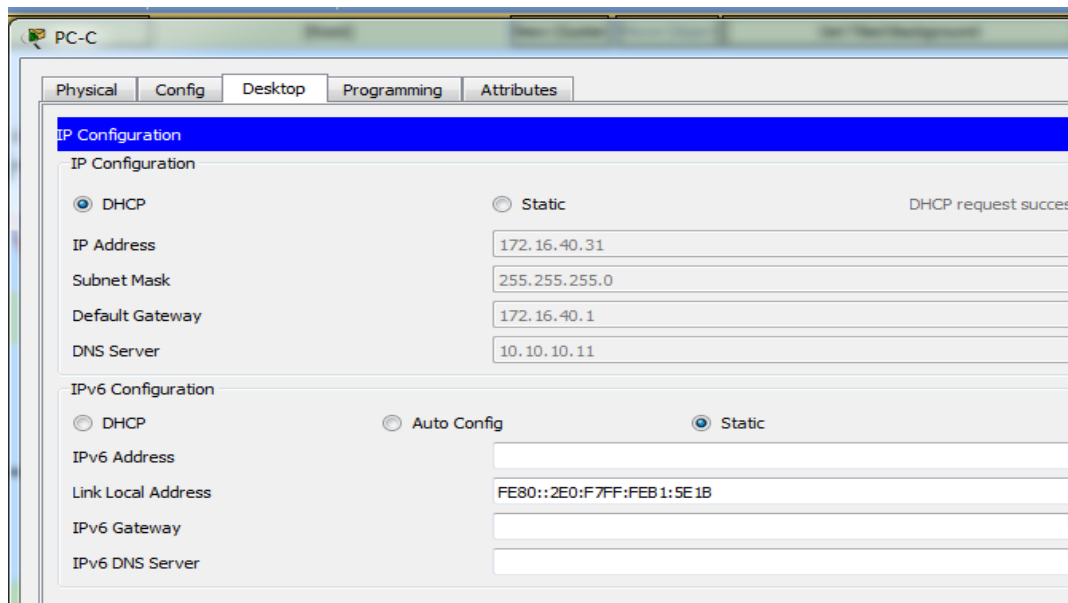 PC-C
Physical Config Desktop Programming Attributes
IP Configuration
IP Configuration
DHCP Static DHCP request succes
IP Address 172.16.40.31
Subnet Mask 255.255.255.0
Default Gateway 172.16.40.1
DNS Server 10.10.10.11
IPv6 Configuration
DHCP Auto Config Static
IPv6 Address
Link Local Address FE80::2E0:F7FF:FEB1:5E1B
IPv6 Gateway
IPv6 DNS Server